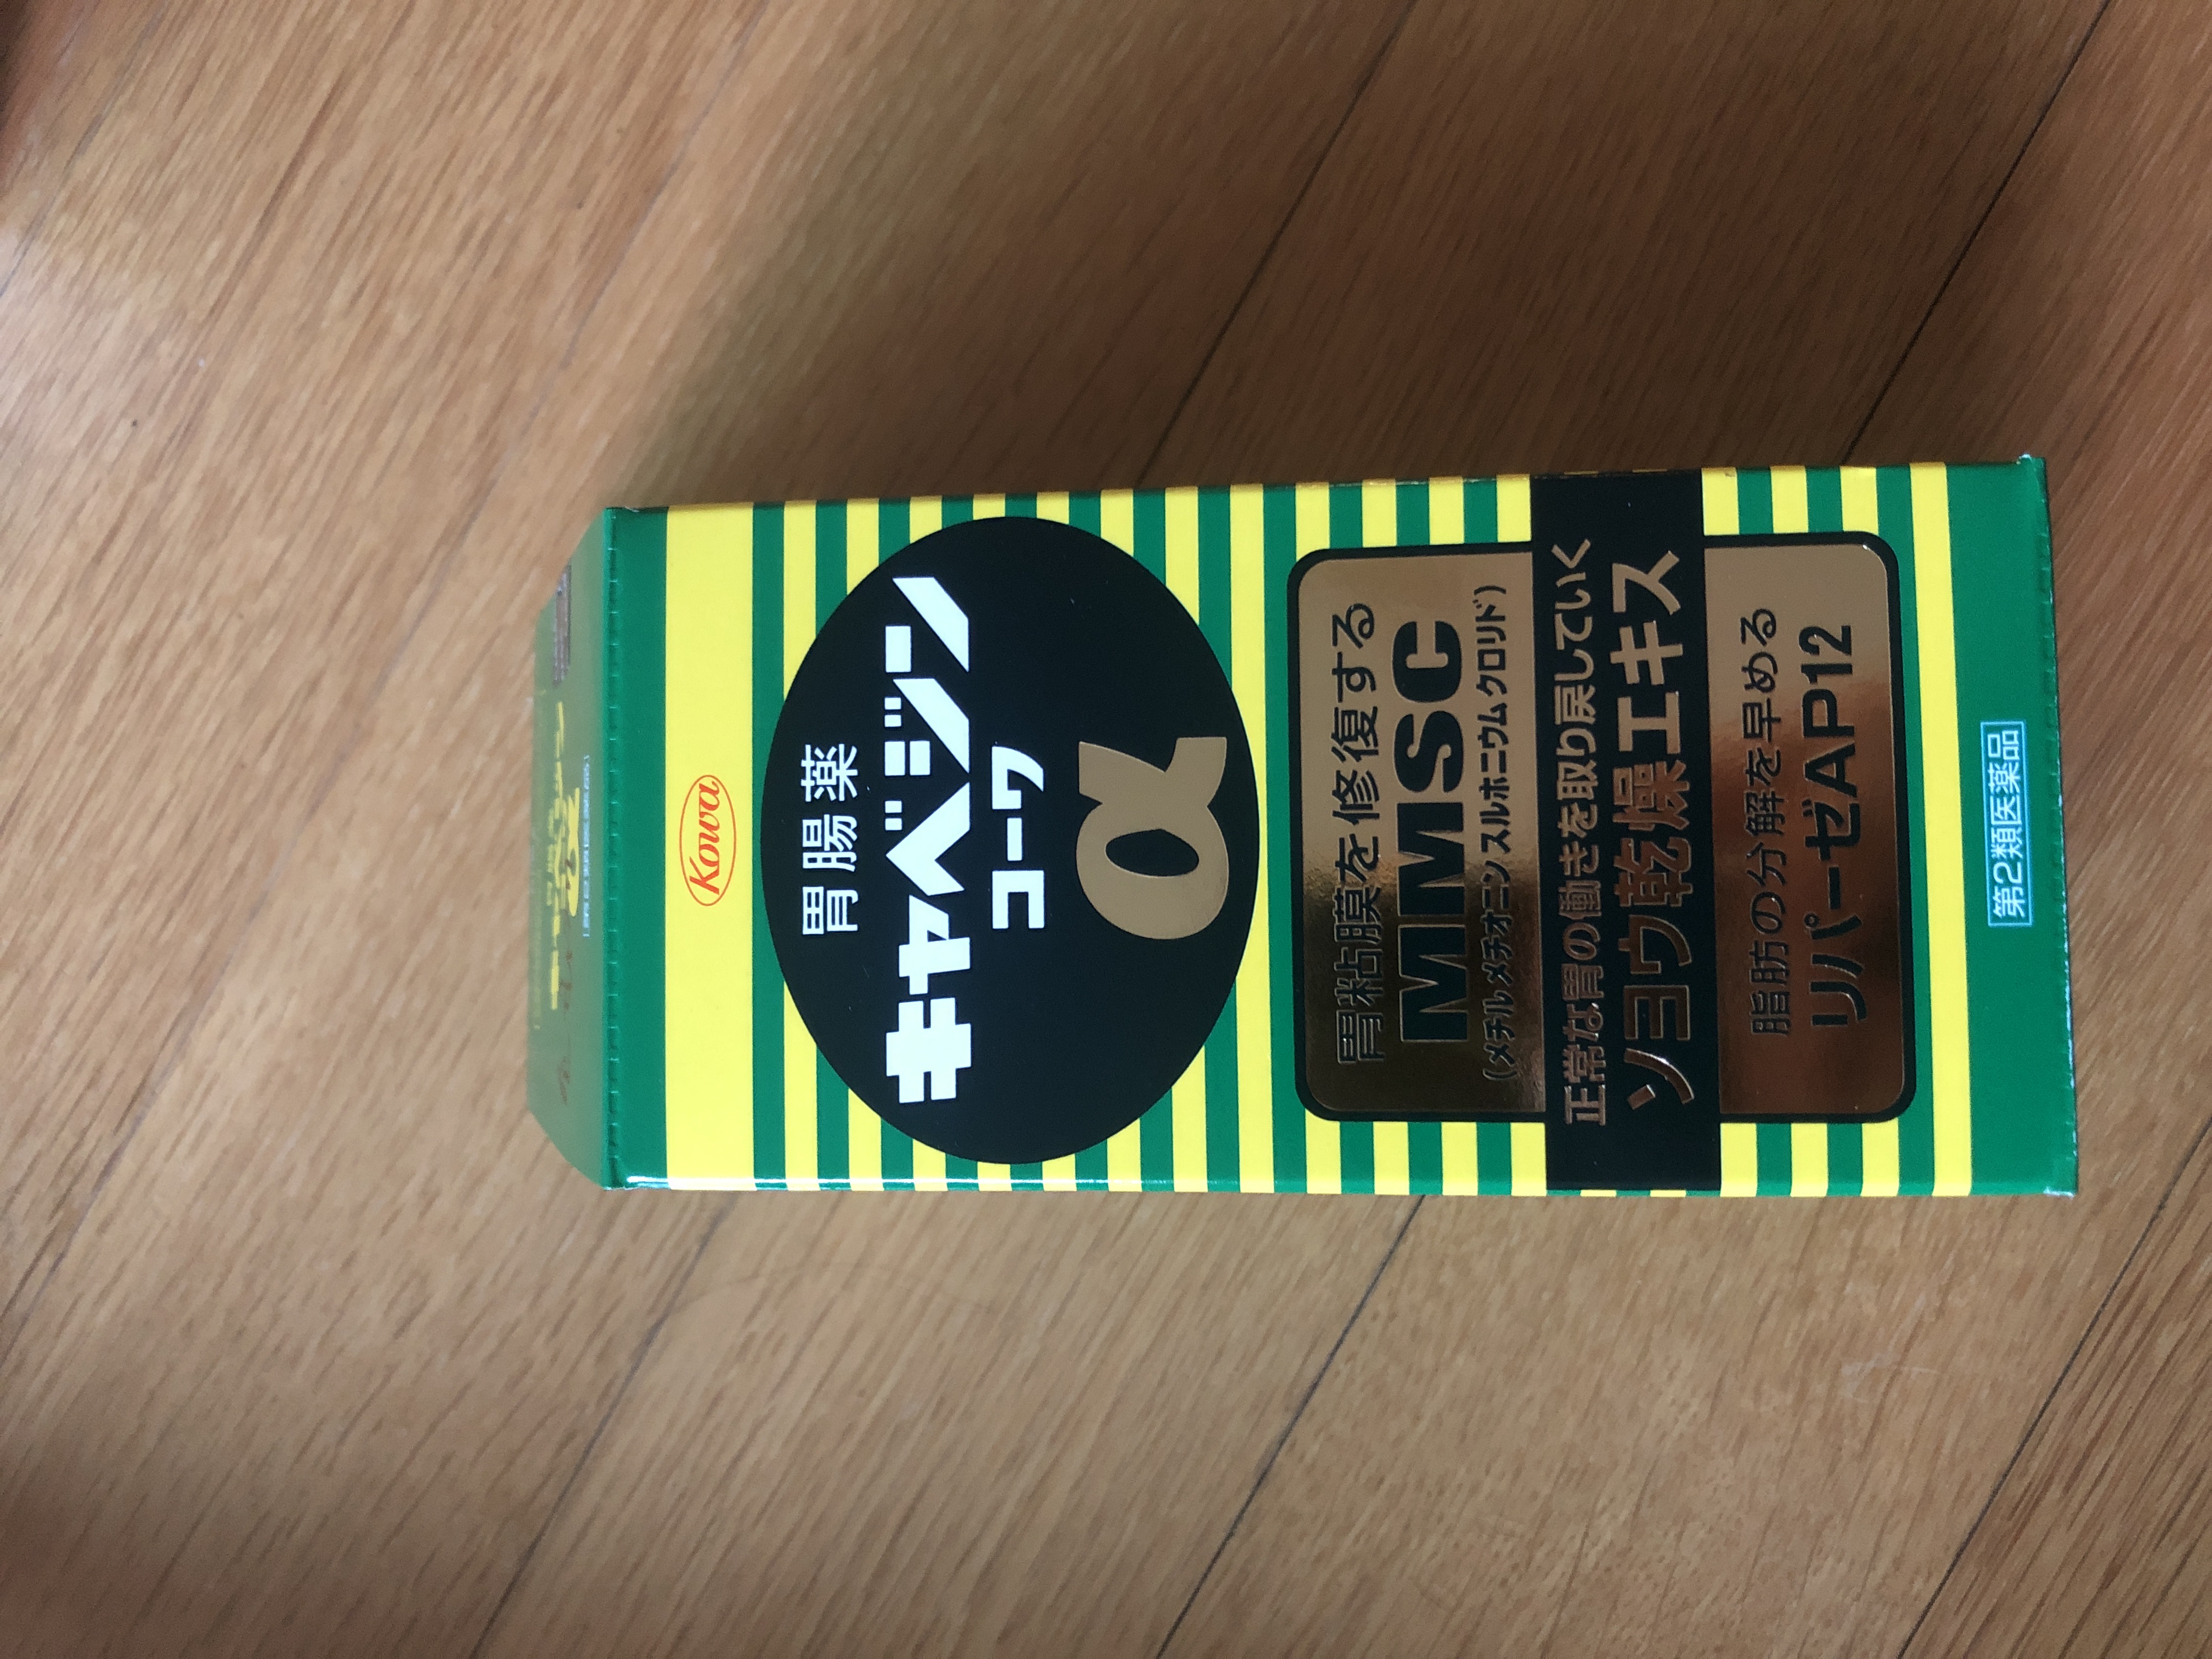 Kowa
胃腸薬
キャベジン
コーワ
α
胃粘膜を修復する
MMSC
(メチルメチオニンスルホニウムクロリド)
正常な胃の働きを取り戻していく
ソヨウ乾燥エキス
脂肪の分解を早める
リパーゼAP12
第2類医薬品